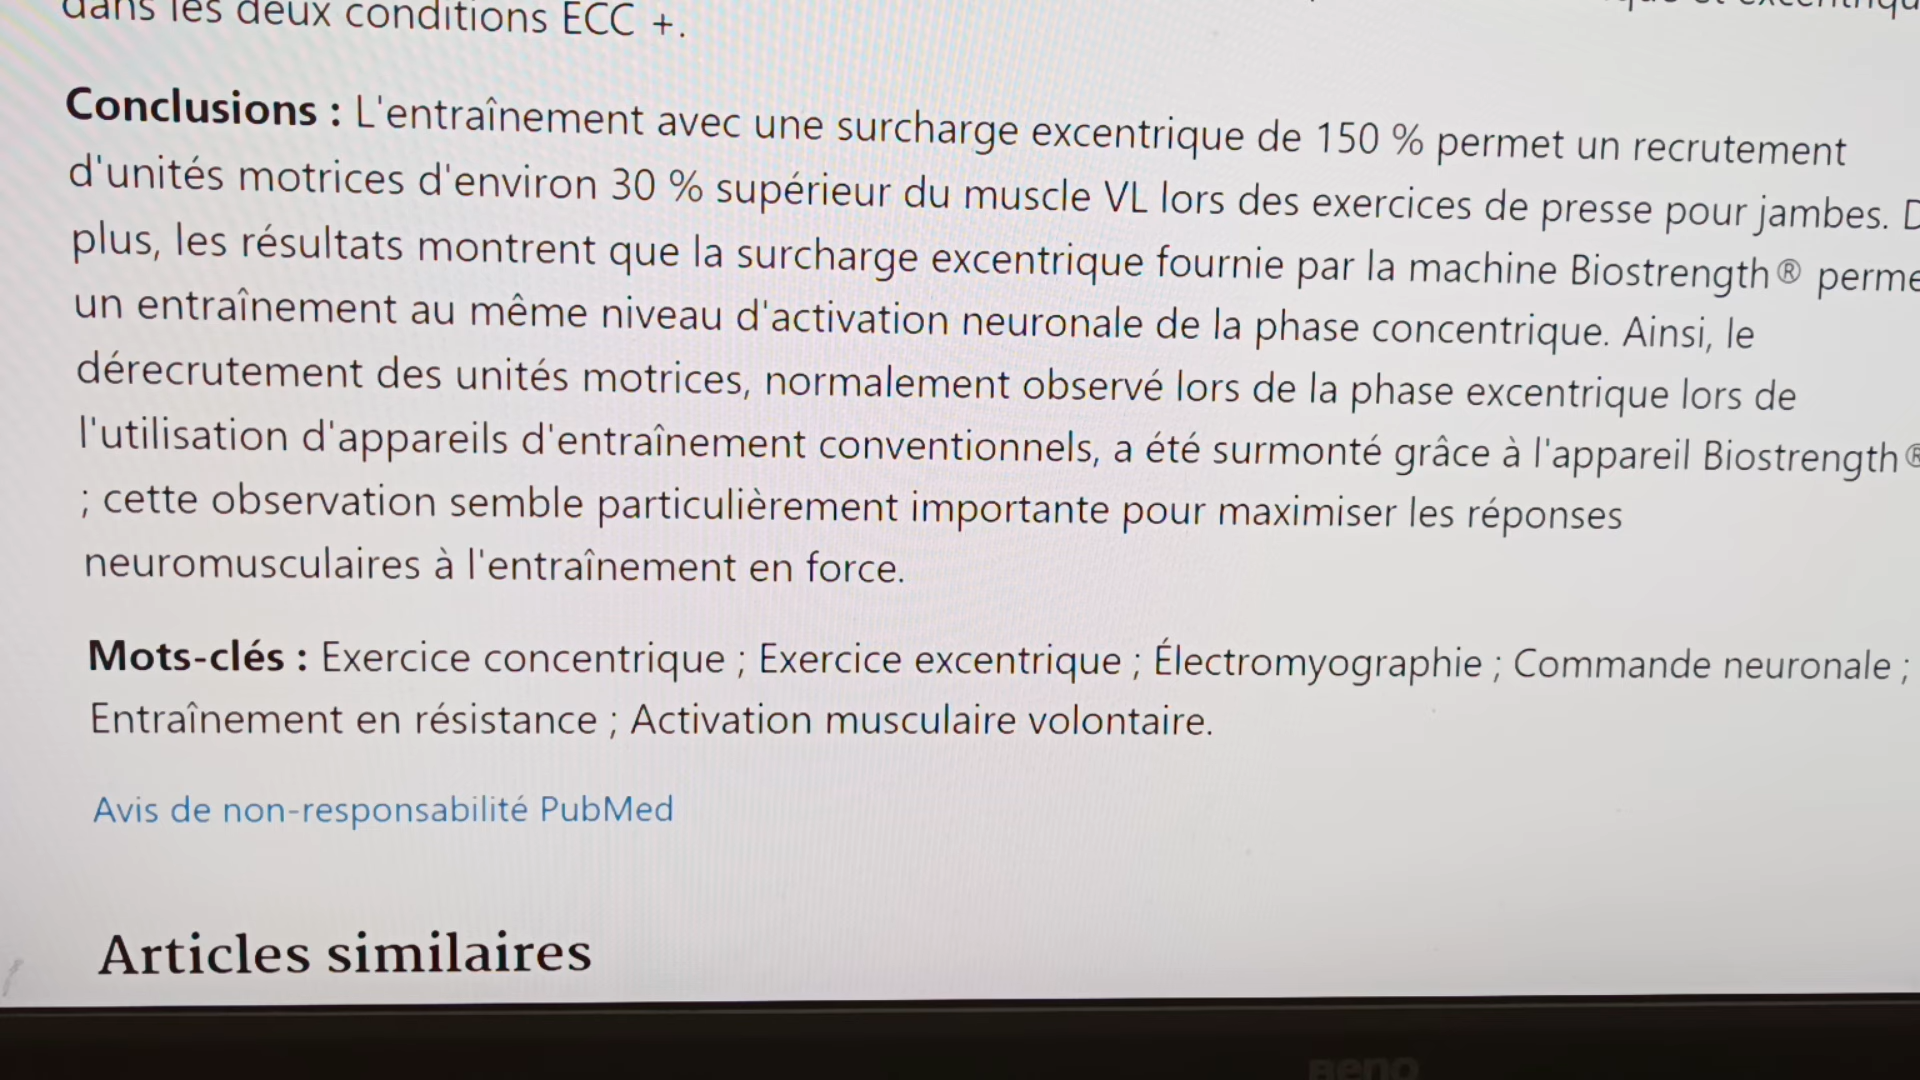 dans les deux conditions ECC +.
Conclusions : L'entraînement avec une surcharge excentrique de 150 % permet un recrutement
d'unités motrices d'environ 30 % supérieur du muscle VL lors des exercices de presse pour jambes. D
plus, les résultats montrent que la surcharge excentrique fournie par la machine Biostrength® perme
un entraînement au même niveau d'activation neuronale de la phase concentrique. Ainsi, le
dérecrutement des unités motrices, normalement observé lors de la phase excentrique lors de
l'utilisation d'appareils d'entraînement conventionnels, a été surmonté grâce à l'appareil Biostrength®
; cette observation semble particulièrement importante pour maximiser les réponses
neuromusculaires à l'entraînement en force.
Mots-clés : Exercice concentrique ; Exercice excentrique ; Électromyographie ; Commande neuronale ;
Entraînement en résistance ; Activation musculaire volontaire.
Avis de non-responsabilité PubMed
Articles similaires